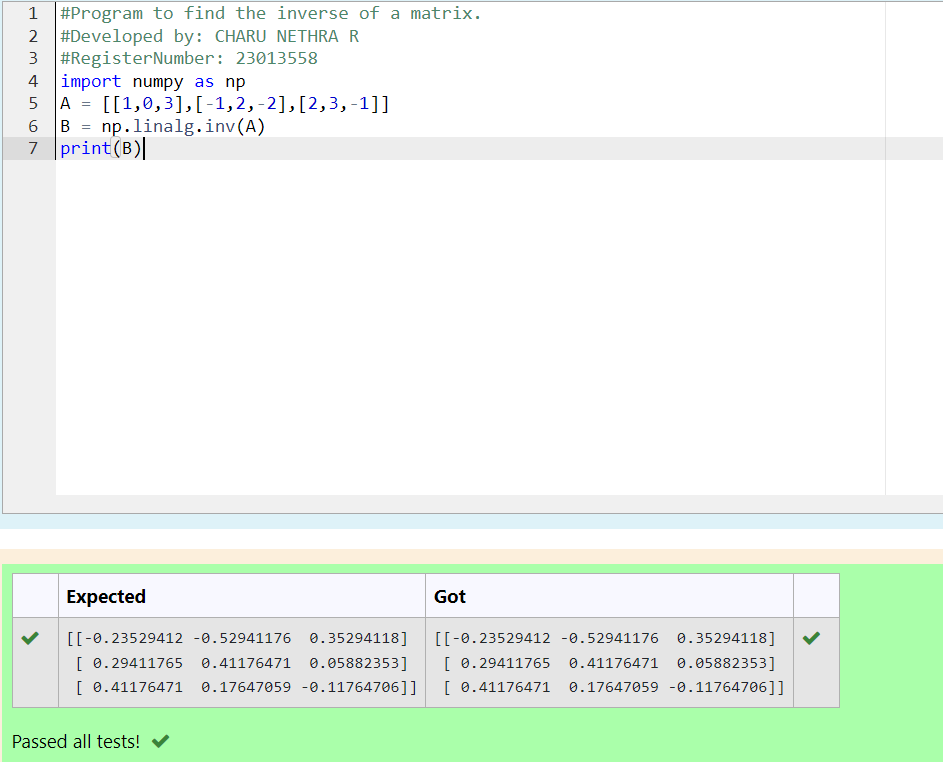 1 #Program to find the inverse of a matrix.
2 #Developed by: CHARU NETHRA R
3 #RegisterNumber: 23013558
4 import numpy as np
5 A = [[1,0,3],[-1,2,-2],[2,3,-1]]
6 B = np.linalg.inv(A)
7 print(B)
Expected Got
[[-0.23529412 -0.52941176  0.35294118] [[-0.23529412 -0.52941176  0.35294118]
[ 0.29411765  0.41176471  0.05882353] [ 0.29411765  0.41176471  0.05882353]
[ 0.41176471  0.17647059 -0.11764706]] [ 0.41176471  0.17647059 -0.11764706]]
Passed all tests!